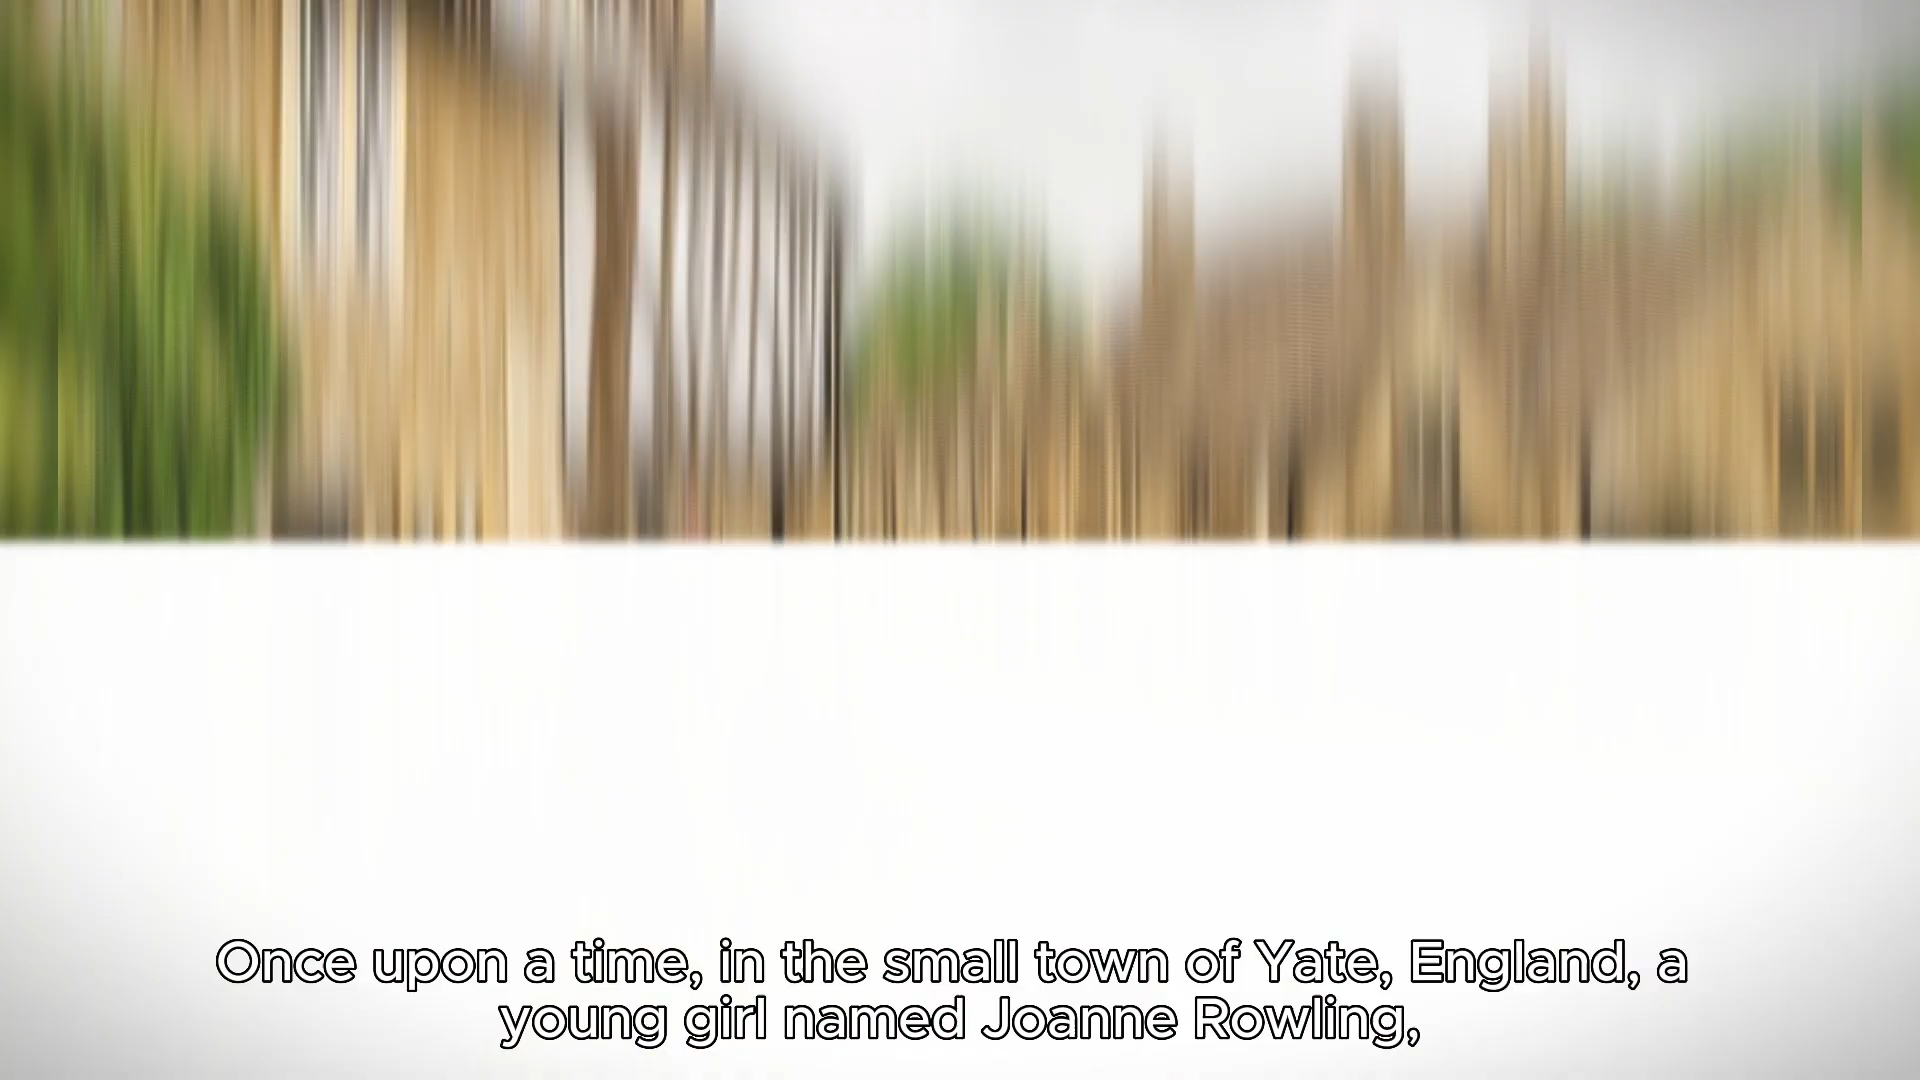 Once upon a time, in the small town of Yate, England, a
young girl named Joanne Rowling,